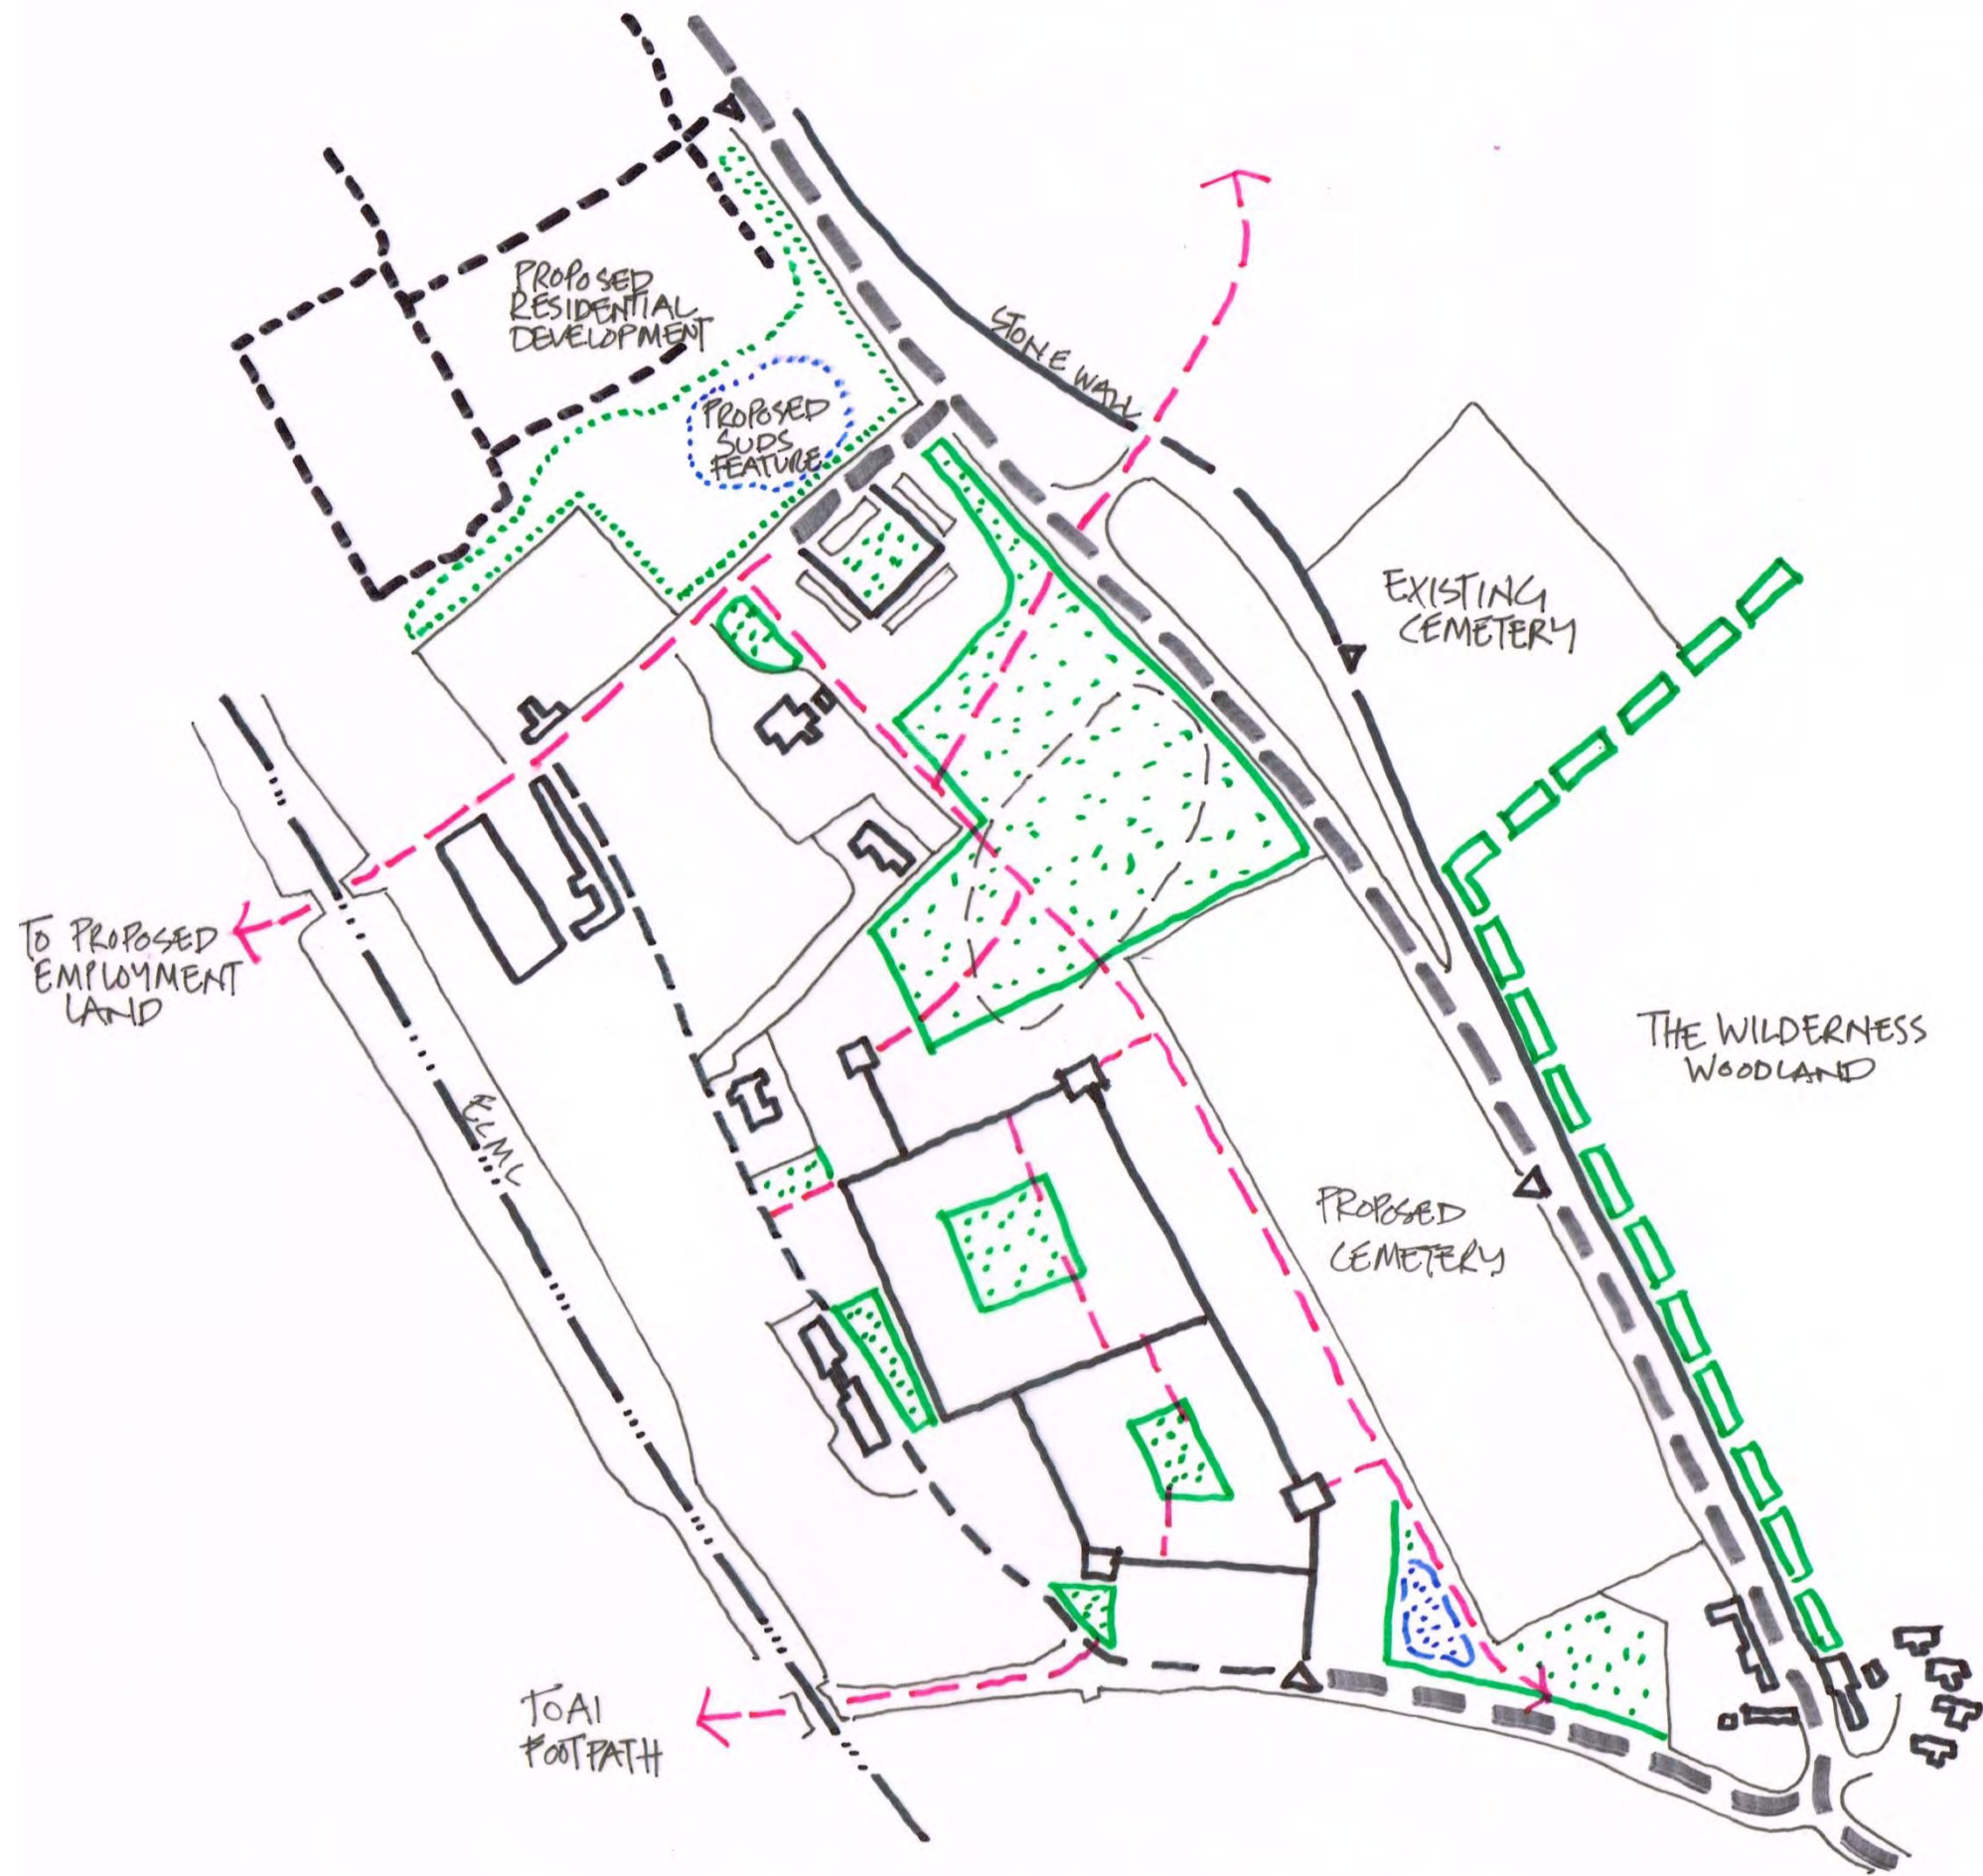 PROPOSED
RESIDENTIAL
DEVELOPMENT
PROPOSED
SUDS
FEATURE
STONE WALL
EXISTING
CEMETERY
TO PROPOSED
EMPLOYMENT
LAND
THE WILDERNESS
WOODLAND
ECML
PROPOSED
CEMETERY
TO A1
FOOTPATH